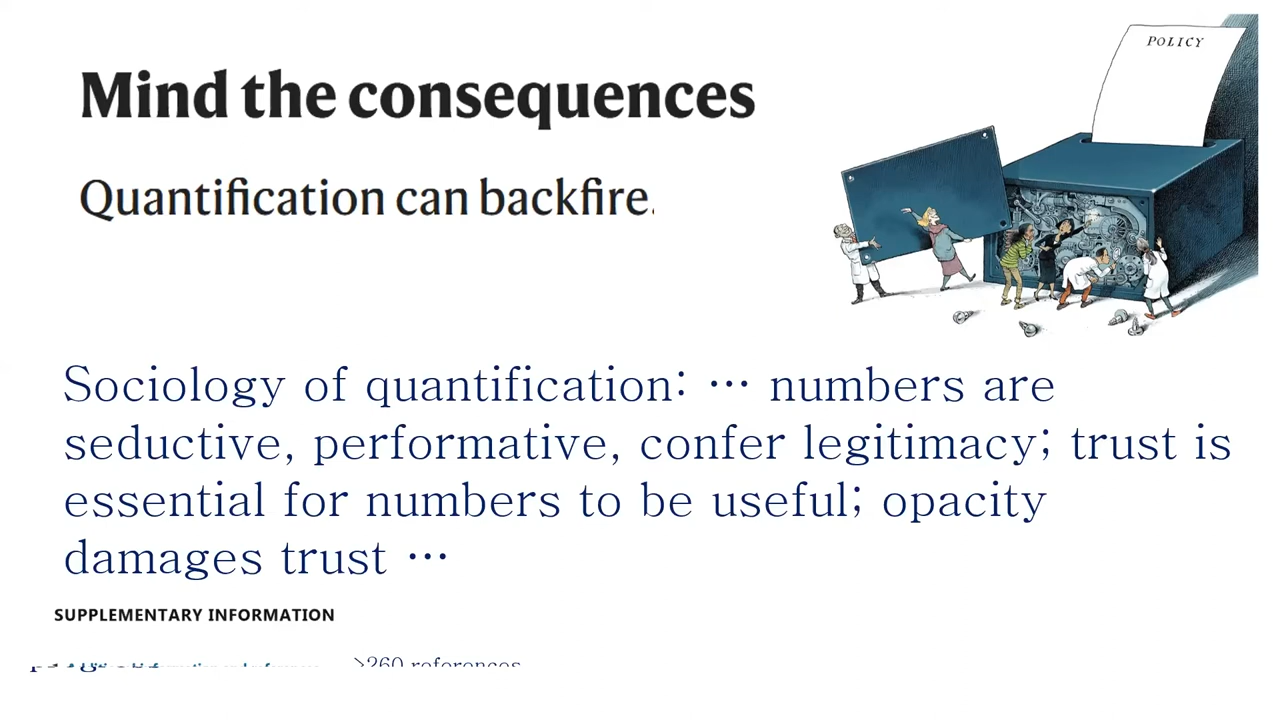 POLICY
Mind the consequences
Quantification can backfire.
Sociology of quantification: … numbers are
seductive, performative, confer legitimacy; trust is
essential for numbers to be useful; opacity
damages trust …
SUPPLEMENTARY INFORMATION
>260 references